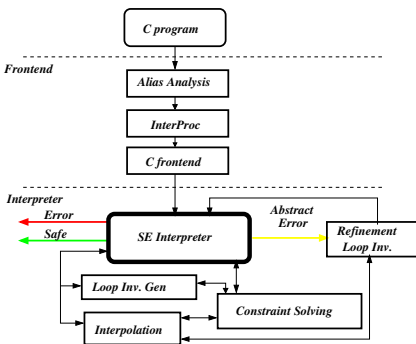 C program
Frontend
Alias Analysis
InterProc
C frontend
Interpreter
Error
Safe
SE Interpreter
Abstract
Error
Refinement
Loop Inv.
Loop Inv. Gen
Constraint Solving
Interpolation